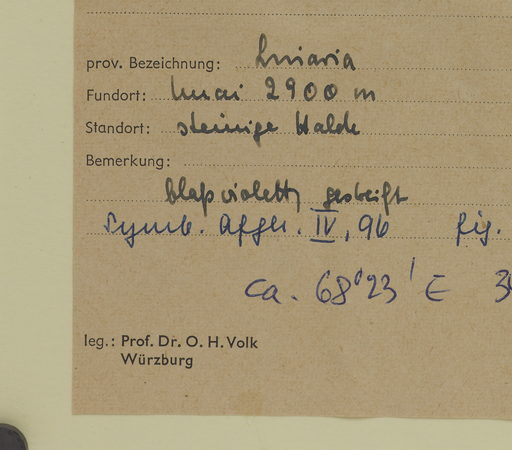 prov. Bezeichnung: Linaria
Fundort: Unai 2900 m
Standort: steinige Halde
Bemerkung:
blaßviolett gestreift
Symb. Afgh. IV, 96 fig.
ca. 68°23' E
leg.: Prof. Dr. O. H. Volk
Würzburg